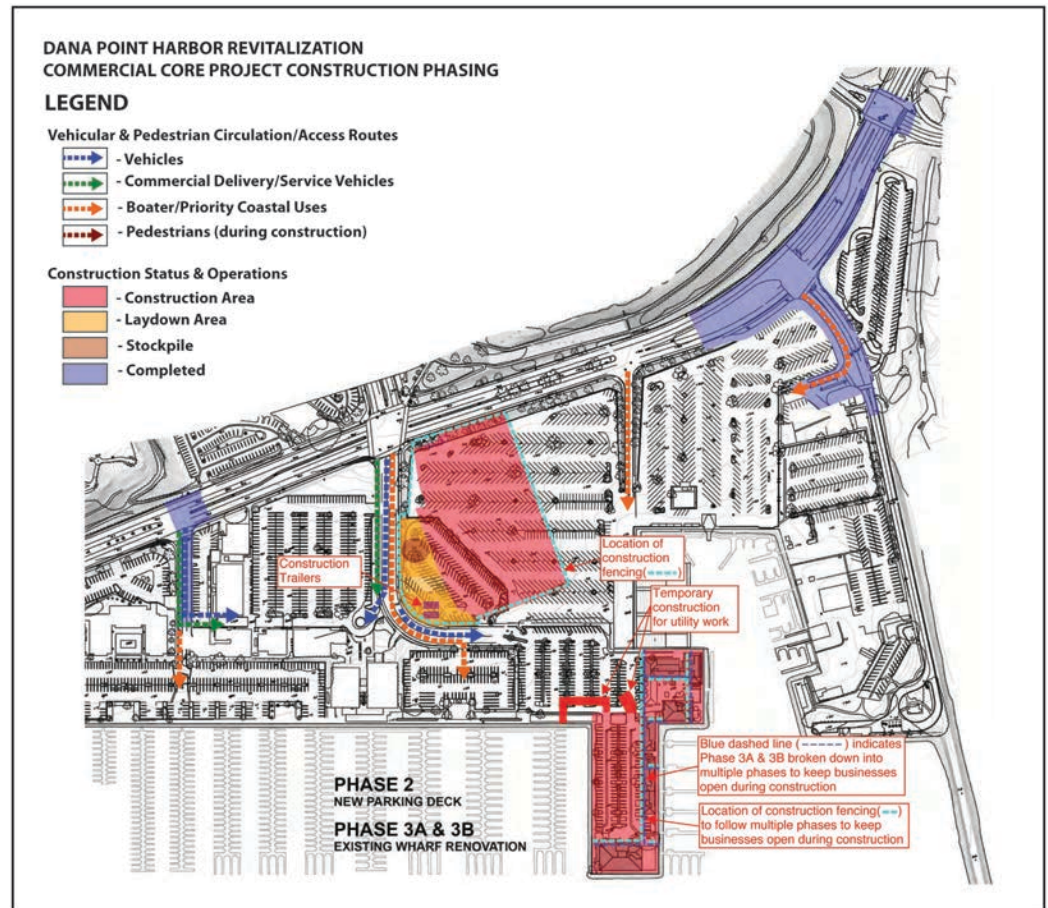 DANA POINT HARBOR REVITALIZATION
COMMERCIAL CORE PROJECT CONSTRUCTION PHASING
LEGEND
Vehicular & Pedestrian Circulation/Access Routes
- Vehicles
- Commercial Delivery/Service Vehicles
- Boater/Priority Coastal Uses
- Pedestrians (during construction)
Construction Status & Operations
- Construction Area
- Laydown Area
- Stockpile
- Completed
Construction
Trailers
Location of
construction
fencing( )
Temporary
construction
for utility work
Blue dashed line ( ------ ) indicates
Phase 3A & 3B broken down into
multiple phases to keep businesses
open during construction
Location of construction fencing( )
to follow multiple phases to keep
businesses open during construction
PHASE 2
NEW PARKING DECK
PHASE 3A & 3B
EXISTING WHARF RENOVATION